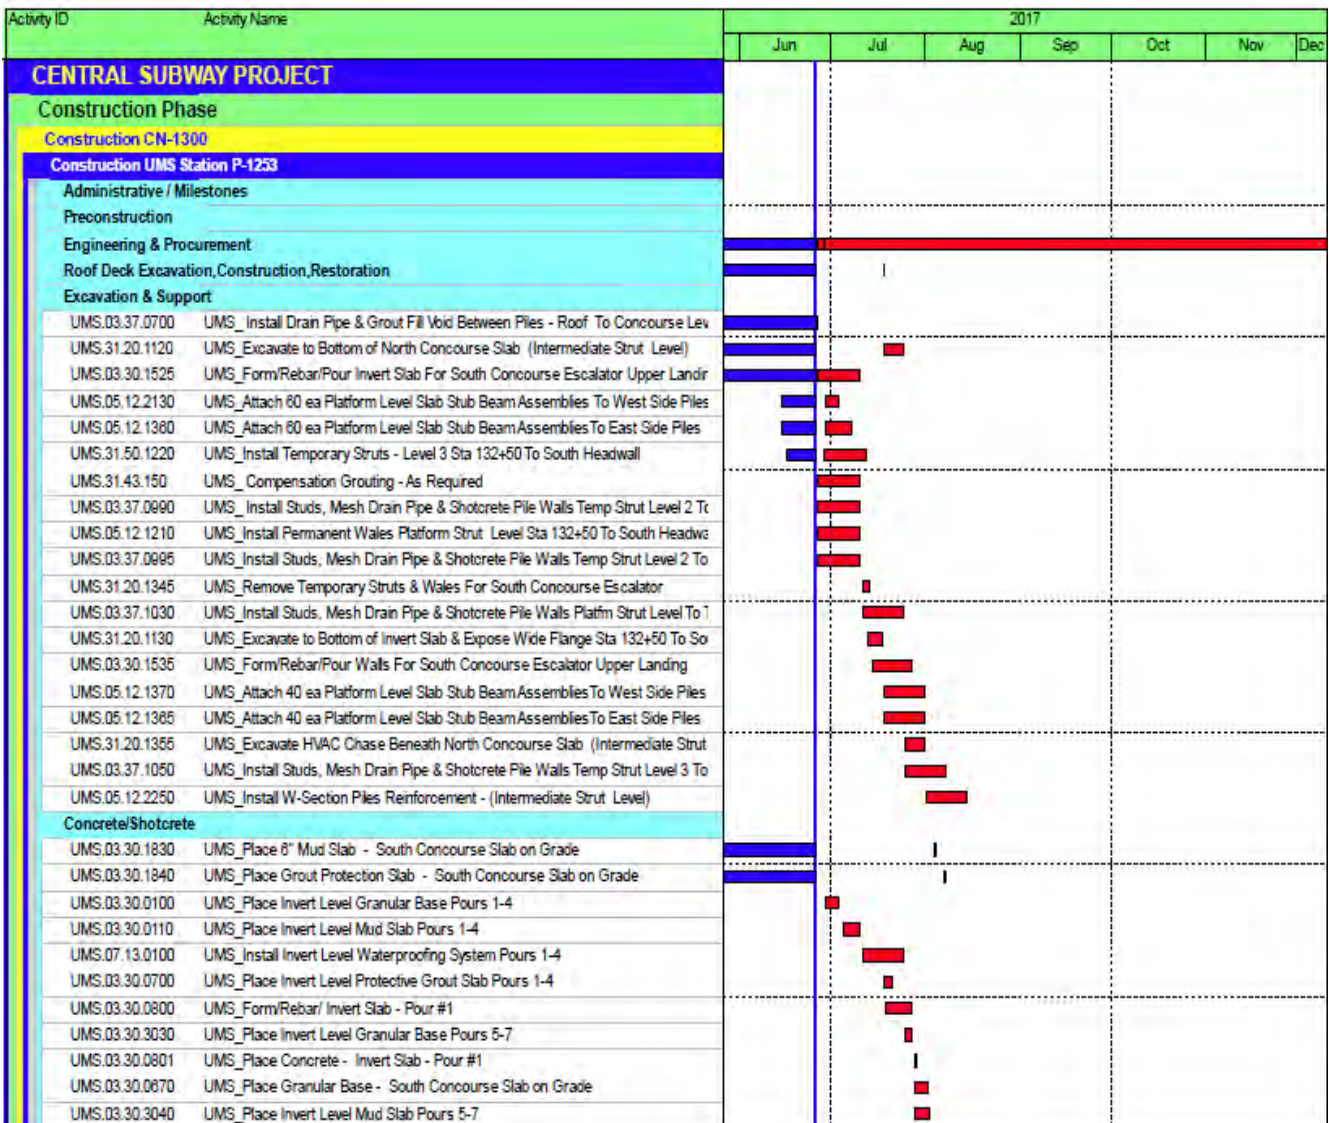 Activity ID Activity Name 2017
Jun Jul Aug Sep Oct Nov Dec
CENTRAL SUBWAY PROJECT
Construction Phase
Construction CN-1300
Construction UMS Station P-1253
Administrative / Milestones
Preconstruction
Engineering & Procurement
Roof Deck Excavation,Construction,Restoration
Excavation & Support
UMS.03.37.0700 UMS_ Install Drain Pipe & Grout Fill Void Between Piles - Roof To Concourse Lev
UMS.31.20.1120 UMS_Excavate to Bottom of North Concourse Slab (Intermediate Strut Level)
UMS.03.30.1525 UMS_Form/Rebar/Pour Invert Slab For South Concourse Escalator Upper Landir
UMS.05.12.2130 UMS_Attach 60 ea Platform Level Slab Stub Beam Assemblies To West Side Piles
UMS.05.12.1360 UMS_Attach 60 ea Platform Level Slab Stub Beam AssembliesTo East Side Piles
UMS.31.50.1220 UMS_Install Temporary Struts - Level 3 Sta 132+50 To South Headwall
UMS.31.43.150 UMS_ Compensation Grouting - As Required
UMS.03.37.0990 UMS_ Install Studs, Mesh Drain Pipe & Shotcrete Pile Walls Temp Strut Level 2 To
UMS.05.12.1210 UMS_Install Permanent Wales Platform Strut Level Sta 132+50 To South Headwa
UMS.03.37.0995 UMS_Install Studs, Mesh Drain Pipe & Shotcrete Pile Walls Temp Strut Level 2 To
UMS.31.20.1345 UMS_Remove Temporary Struts & Wales For South Concourse Escalator
UMS.03.37.1030 UMS_Install Studs, Mesh Drain Pipe & Shotcrete Pile Walls Platfm Strut Level To T
UMS.31.20.1130 UMS_Excavate to Bottom of Invert Slab & Expose Wide Flange Sta 132+50 To So
UMS.03.30.1535 UMS_Form/Rebar/Pour Walls For South Concourse Escalator Upper Landing
UMS.05.12.1370 UMS_Attach 40 ea Platform Level Slab Stub Beam AssembliesTo West Side Piles
UMS.05.12.1365 UMS_Attach 40 ea Platform Level Slab Stub Beam AssembliesTo East Side Piles
UMS.31.20.1355 UMS_Excavate HVAC Chase Beneath North Concourse Slab (Intermediate Strut
UMS.03.37.1050 UMS_Install Studs, Mesh Drain Pipe & Shotcrete Pile Walls Temp Strut Level 3 To
UMS.05.12.2250 UMS_Install W-Section Piles Reinforcement - (Intermediate Strut Level)
Concrete/Shotcrete
UMS.03.30.1830 UMS_Place 6" Mud Slab - South Concourse Slab on Grade
UMS.03.30.1840 UMS_Place Grout Protection Slab - South Concourse Slab on Grade
UMS.03.30.0100 UMS_Place Invert Level Granular Base Pours 1-4
UMS.03.30.0110 UMS_Place Invert Level Mud Slab Pours 1-4
UMS.07.13.0100 UMS_Install Invert Level Waterproofing System Pours 1-4
UMS.03.30.0700 UMS_Place Invert Level Protective Grout Slab Pours 1-4
UMS.03.30.0800 UMS_Form/Rebar/ Invert Slab - Pour #1
UMS.03.30.3030 UMS_Place Invert Level Granular Base Pours 5-7
UMS.03.30.0801 UMS_Place Concrete - Invert Slab - Pour #1
UMS.03.30.0670 UMS_Place Granular Base - South Concourse Slab on Grade
UMS.03.30.3040 UMS_Place Invert Level Mud Slab Pours 5-7